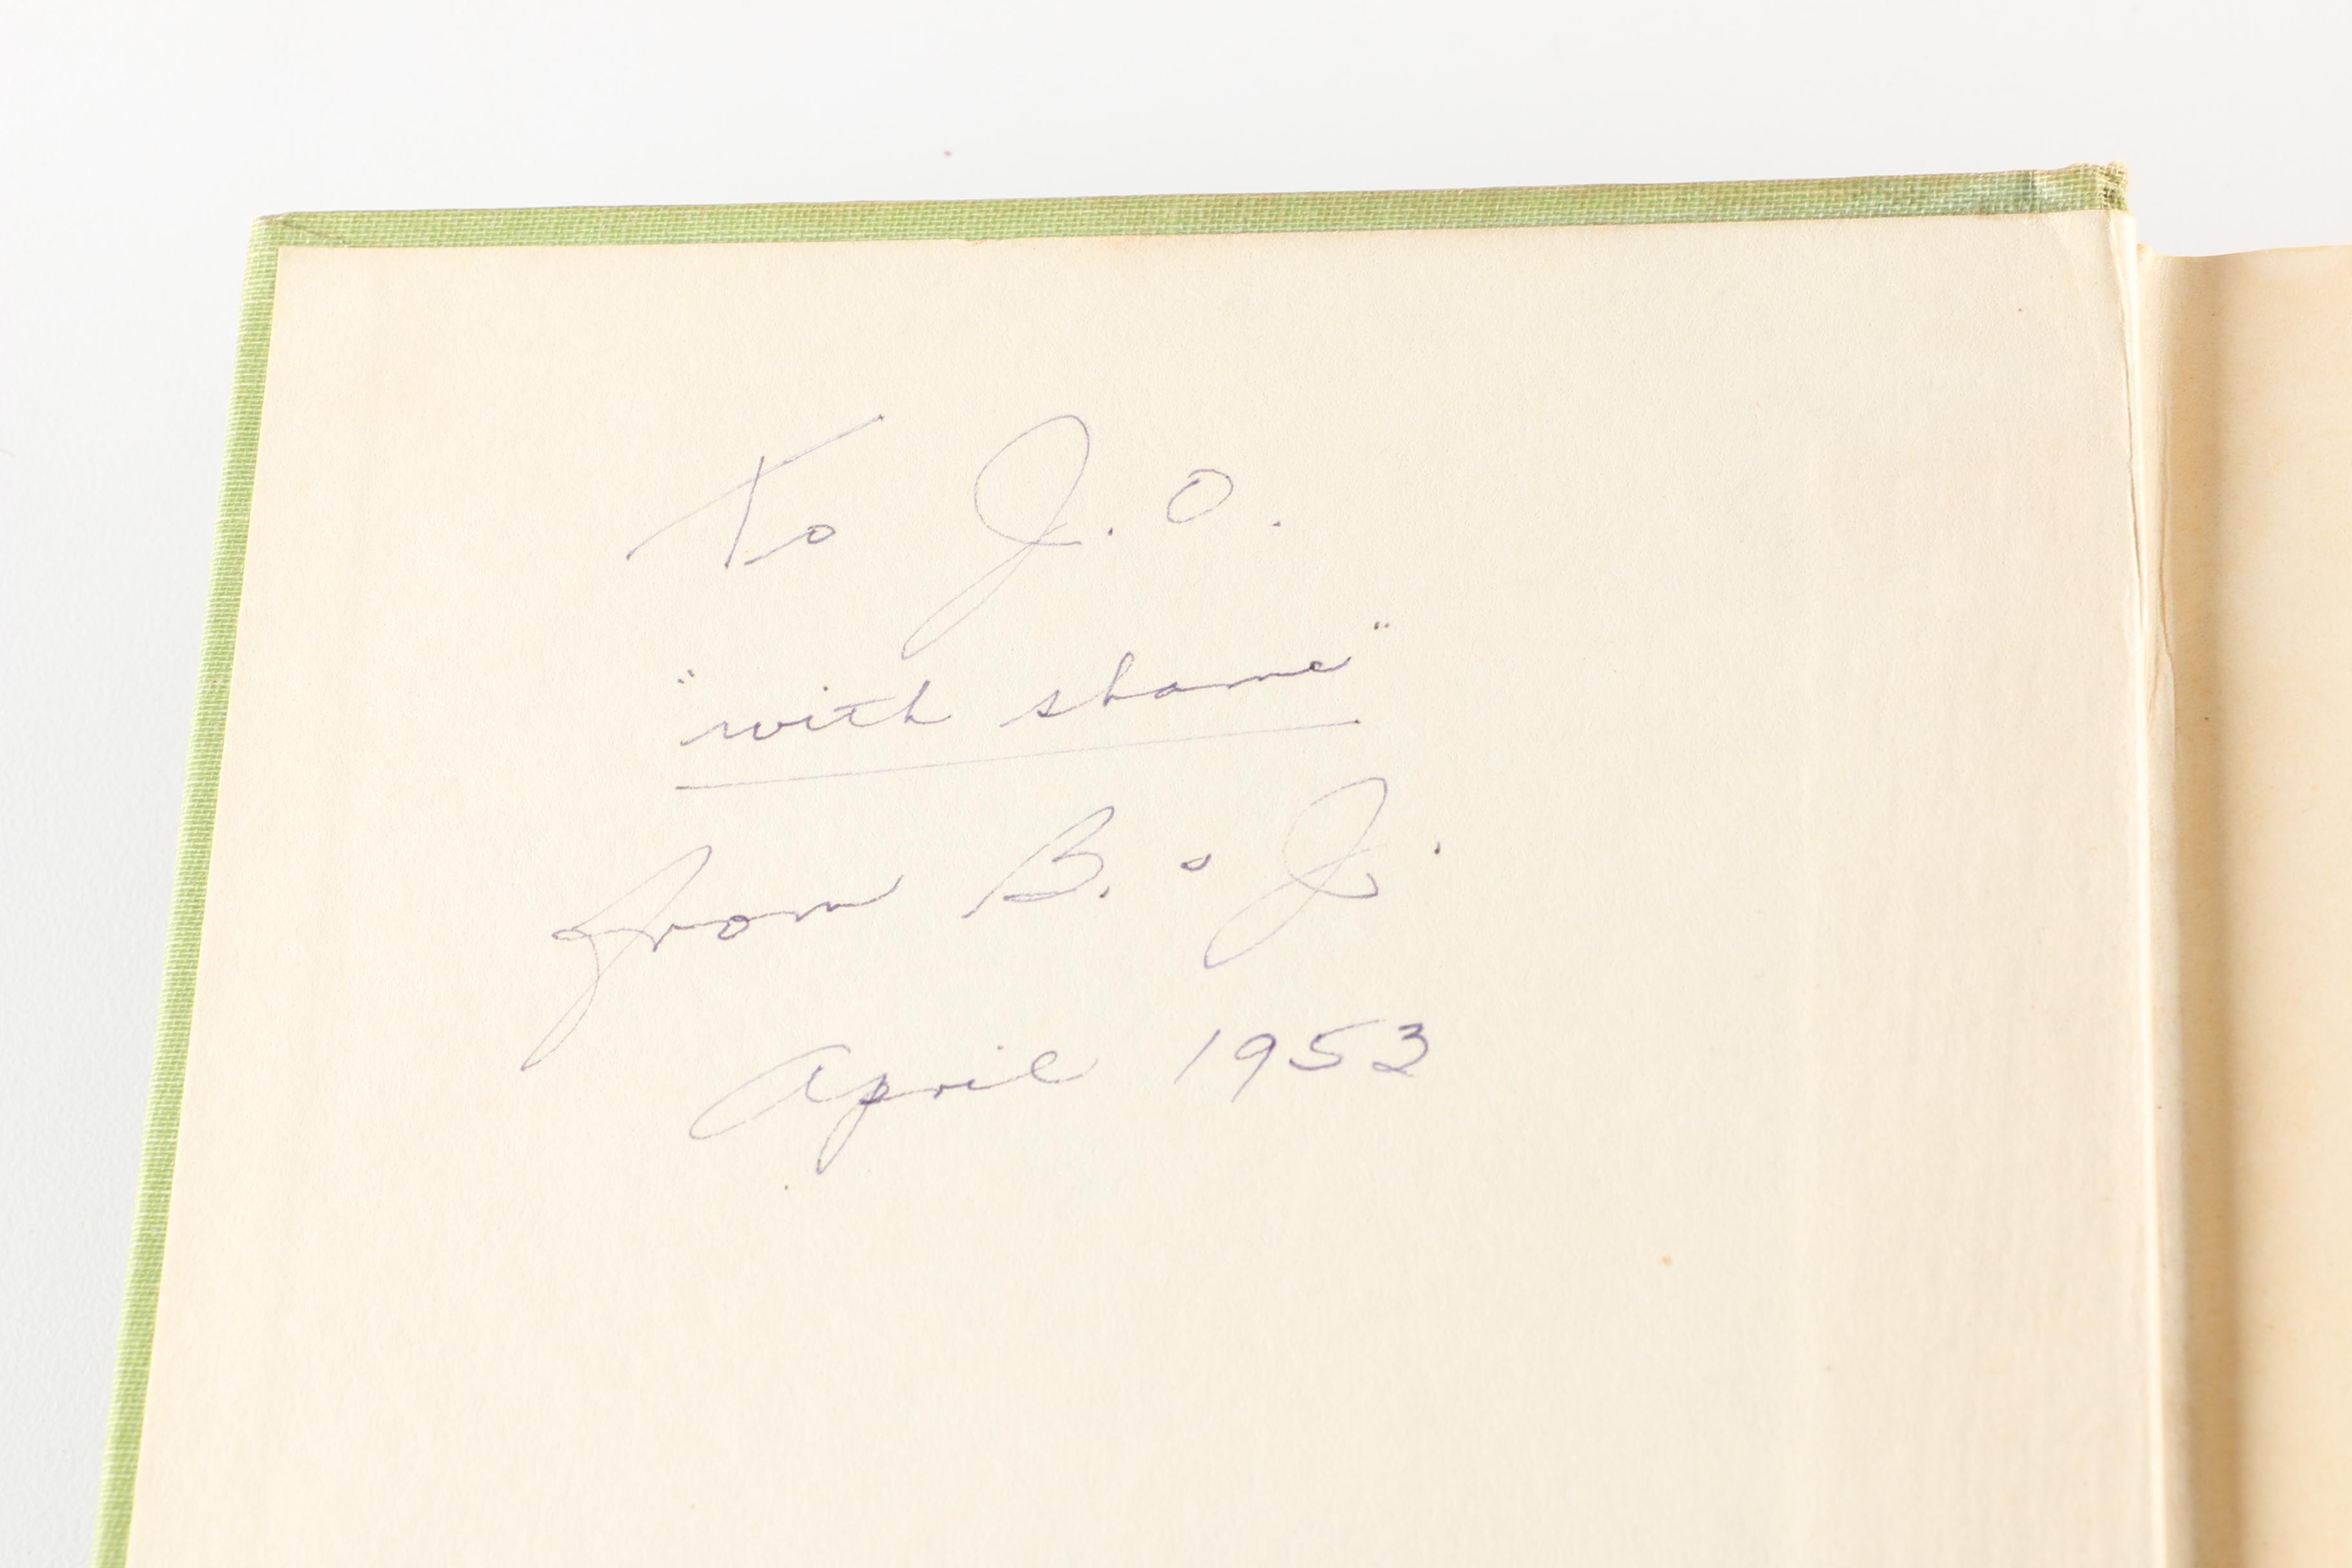 To J. O.
"with shame"
from B. & J.
April 1953